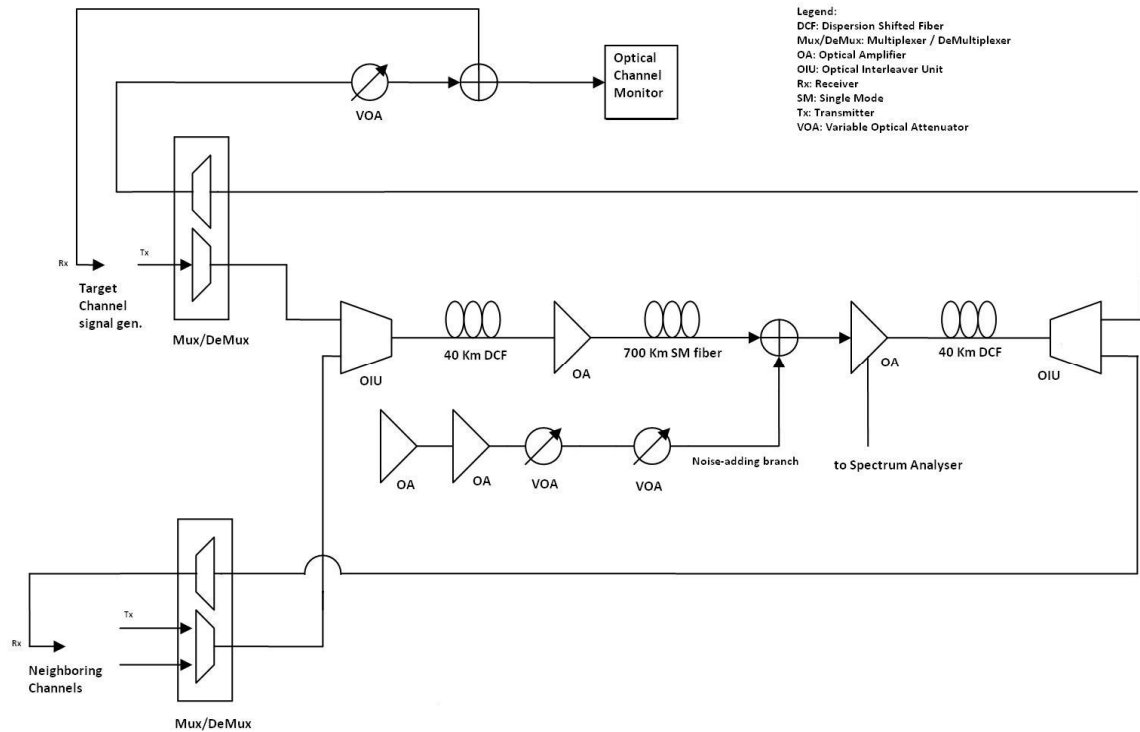 Legend:
DCF: Dispersion Shifted Fiber
Mux/DeMux: Multiplexer / DeMultiplexer
OA: Optical Amplifier
OIU: Optical Interleaver Unit
Rx: Receiver
SM: Single Mode
Tx: Transmitter
VOA: Variable Optical Attenuator
Optical
Channel
Monitor
VOA
Rx
Tx
Target
Channel
signal gen.
Mux/DeMux
OIU
40 Km DCF
OA
700 Km SM fiber
OA
40 Km DCF
OIU
OA
OA
VOA
VOA
Noise-adding branch
to Spectrum Analyser
Tx
Rx
Neighboring
Channels
Mux/DeMux